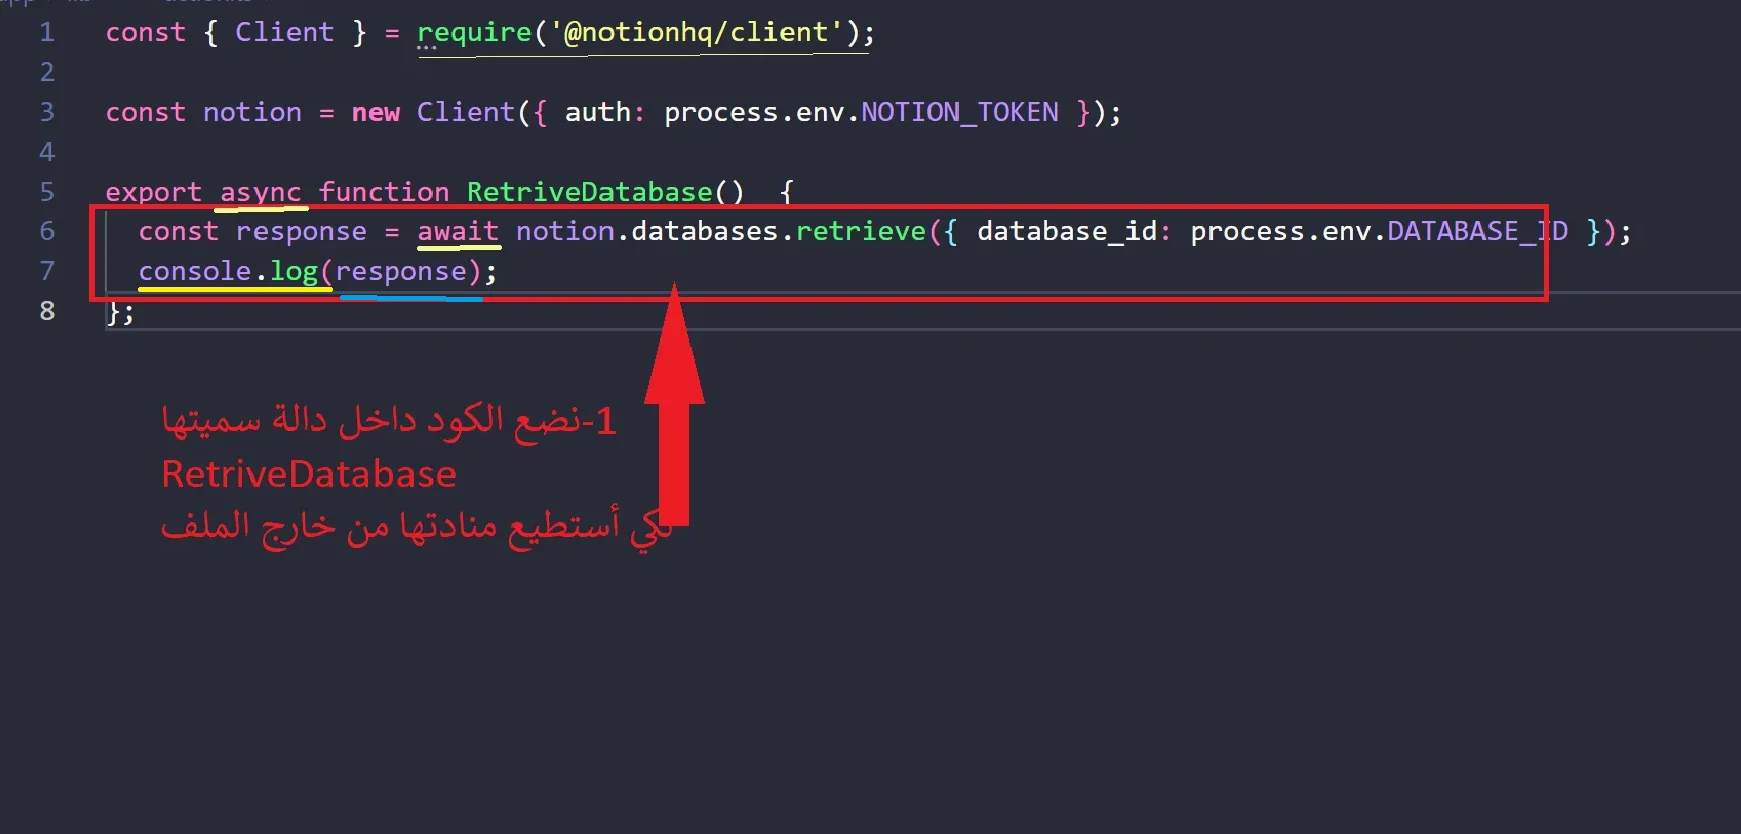 1 const { Client } = require('@notionhq/client');
2
3 const notion = new Client({ auth: process.env.NOTION_TOKEN });
4
5 export async function RetriveDatabase()  {
6 const response = await notion.databases.retrieve({ database_id: process.env.DATABASE_ID });
7 console.log(response);
8 };
1-نضع الكود داخل دالة سميتها
RetriveDatabase
لكي أستطيع منادتها من خارج الملف